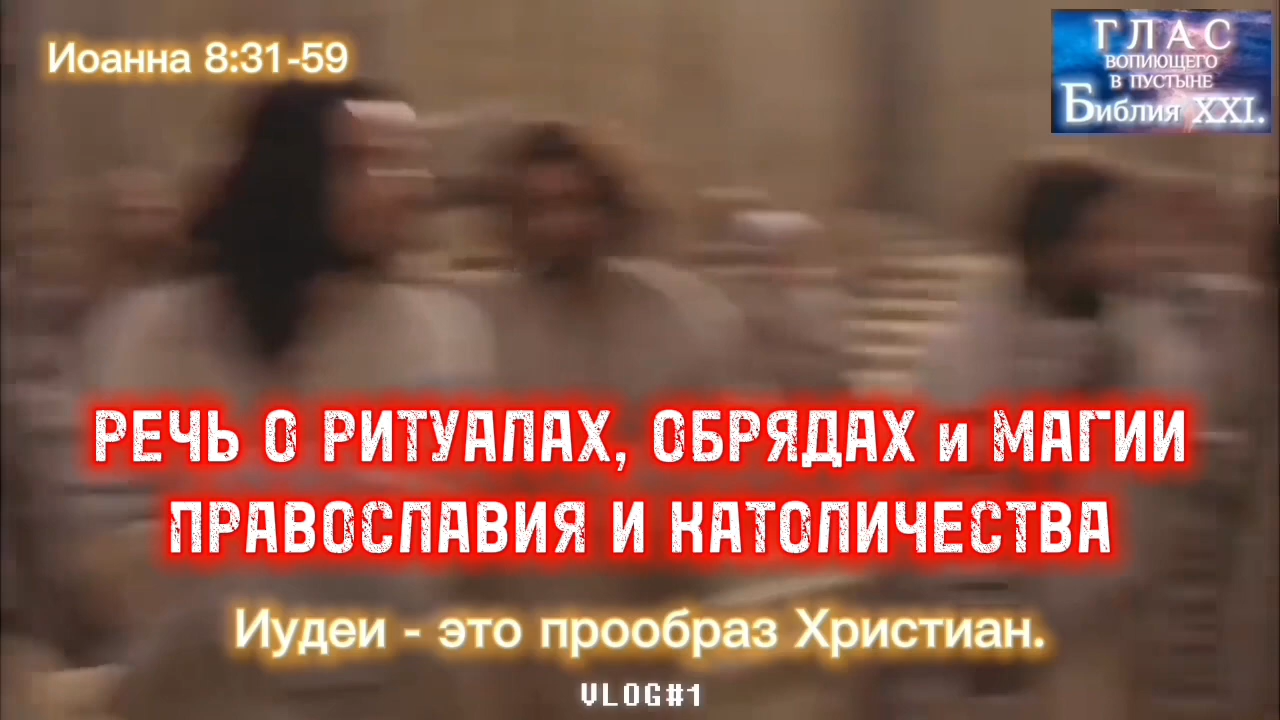 Иоанна 8:31-59
ГЛАС
ВОПИЮЩЕГО
В ПУСТЫНЕ
Библия XXI.
РЕЧЬ О РИТУАЛАХ, ОБРЯДАХ и МАГИИ
ПРАВОСЛАВИЯ И КАТОЛИЧЕСТВА
Иудеи - это прообраз Христиан.
VLOG#1